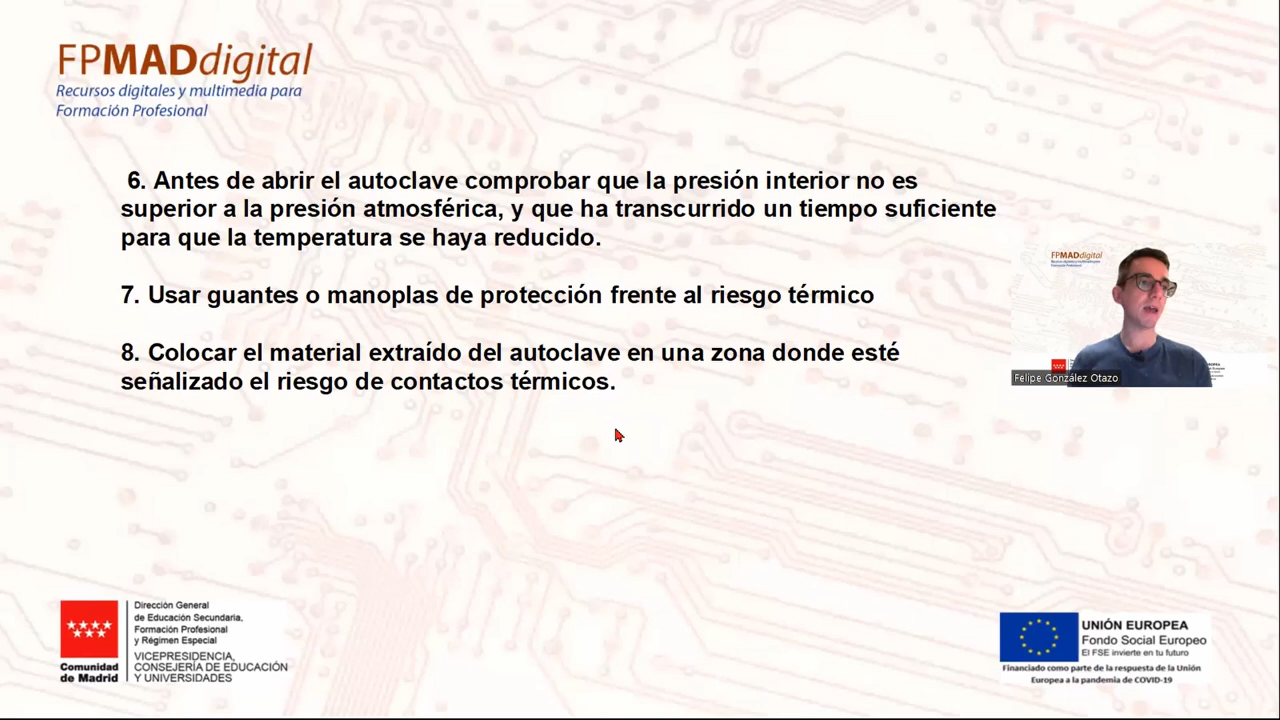 FPMADdigital
Recursos digitales y multimedia para
Formación Profesional
6. Antes de abrir el autoclave comprobar que la presión interior no es
superior a la presión atmosférica, y que ha transcurrido un tiempo suficiente
para que la temperatura se haya reducido.
7. Usar guantes o manoplas de protección frente al riesgo térmico
8. Colocar el material extraído del autoclave en una zona donde esté
señalizado el riesgo de contactos térmicos.
FPMADdigital
Felipe González Otazo
Comunidad
de Madrid
Dirección General
de Educación Secundaria,
Formación Profesional
y Régimen Especial
VICEPRESIDENCIA,
CONSEJERÍA DE EDUCACIÓN
Y UNIVERSIDADES
UNIÓN EUROPEA
Fondo Social Europeo
El FSE invierte en tu futuro
Financiado como parte de la respuesta de la Unión
Europea a la pandemia de COVID-19